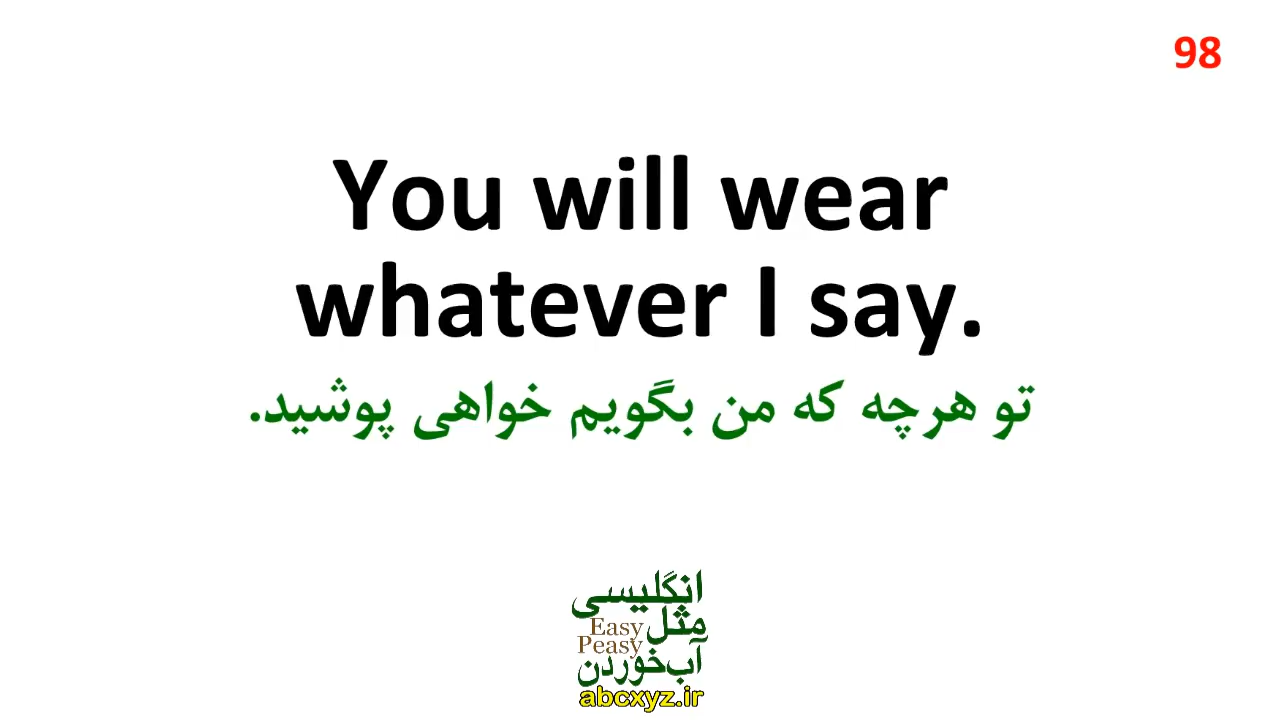 98
You will wear
whatever I say.
تو هرچه که من بگویم خواهی پوشید.
انگلیسی
مثل
Easy
Peasy
آب‌خوردن
abcxyz.ir